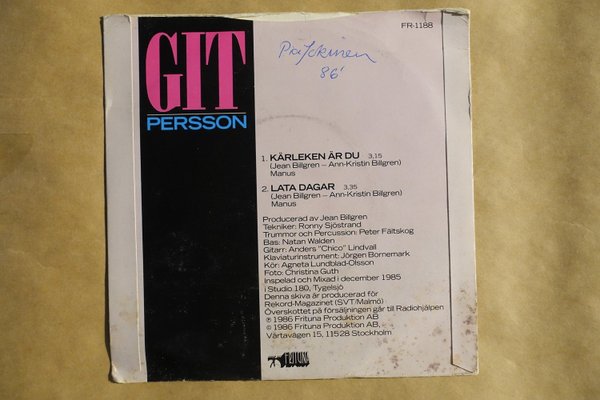 FR-1188
GIT
PERSSON
86'
1. KÄRLEKEN ÄR DU 3,15
(Jean Billgren – Ann-Kristin Billgren)
Manus
2. LATA DAGAR 3,35
(Jean Billgren – Ann-Kristin Billgren)
Manus
Producerad av Jean Billgren
Tekniker: Ronny Sjöstrand
Trummor och Percussion: Peter Fältskog
Bas: Natan Walden
Gitarr: Anders "Chico" Lindvall
Klaviaturinstrument: Jörgen Bornemark
Kör: Agneta Lundblad-Olsson
Foto: Christina Guth
Inspelad och Mixad i december 1985
i Studio 180, Tygelsjö
Denna skiva är producerad för
Rekord-Magazinet (SVT/Malmö)
Överskottet på försäljningen går till Radiohjälpen
℗ 1986 Frituna Produktion AB
© 1986 Frituna Produktion AB,
Värtavägen 15, 115 28 Stockholm
FRITUNA